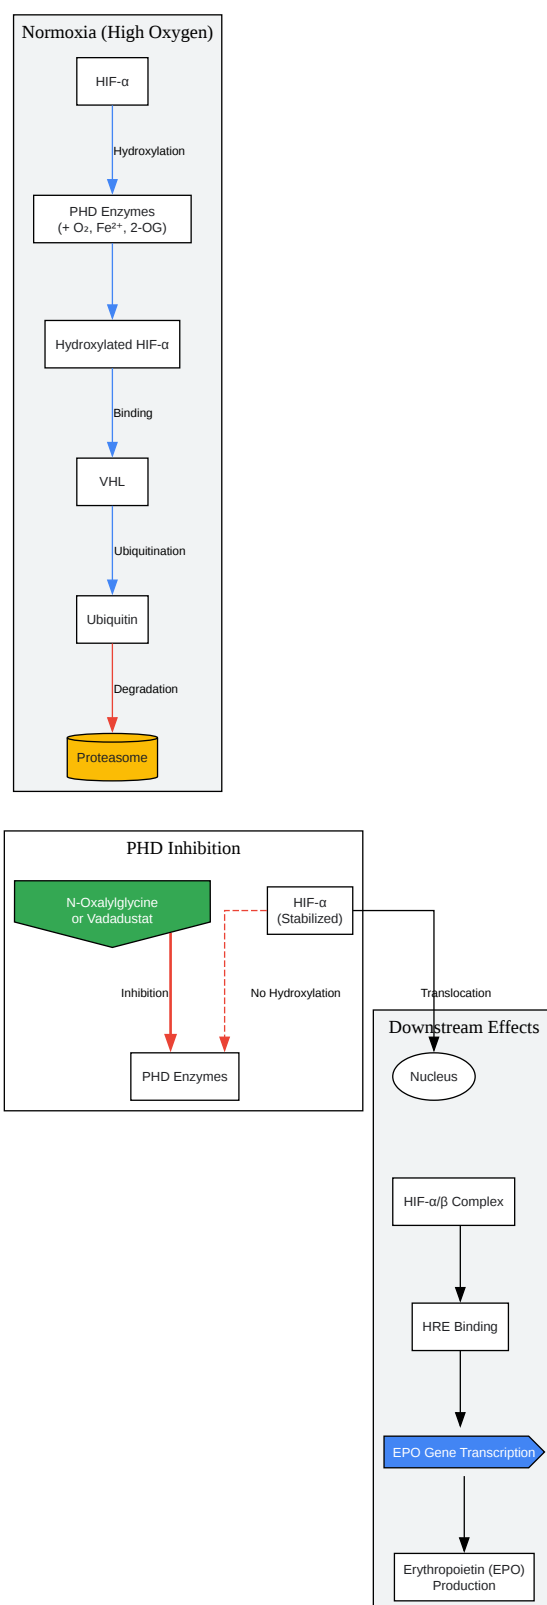 Normoxia (High Oxygen)
HIF-α
Hydroxylation
PHD Enzymes
(+ O₂, Fe²⁺, 2-OG)
Hydroxylated HIF-α
Binding
VHL
Ubiquitination
Ubiquitin
Degradation
Proteasome
PHD Inhibition
N-Oxalylglycine
or Vadadustat
HIF-α
(Stabilized)
Inhibition
No Hydroxylation
Translocation
PHD Enzymes
Downstream Effects
Nucleus
HIF-α/β Complex
HRE Binding
EPO Gene Transcription
Erythropoietin (EPO)
Production